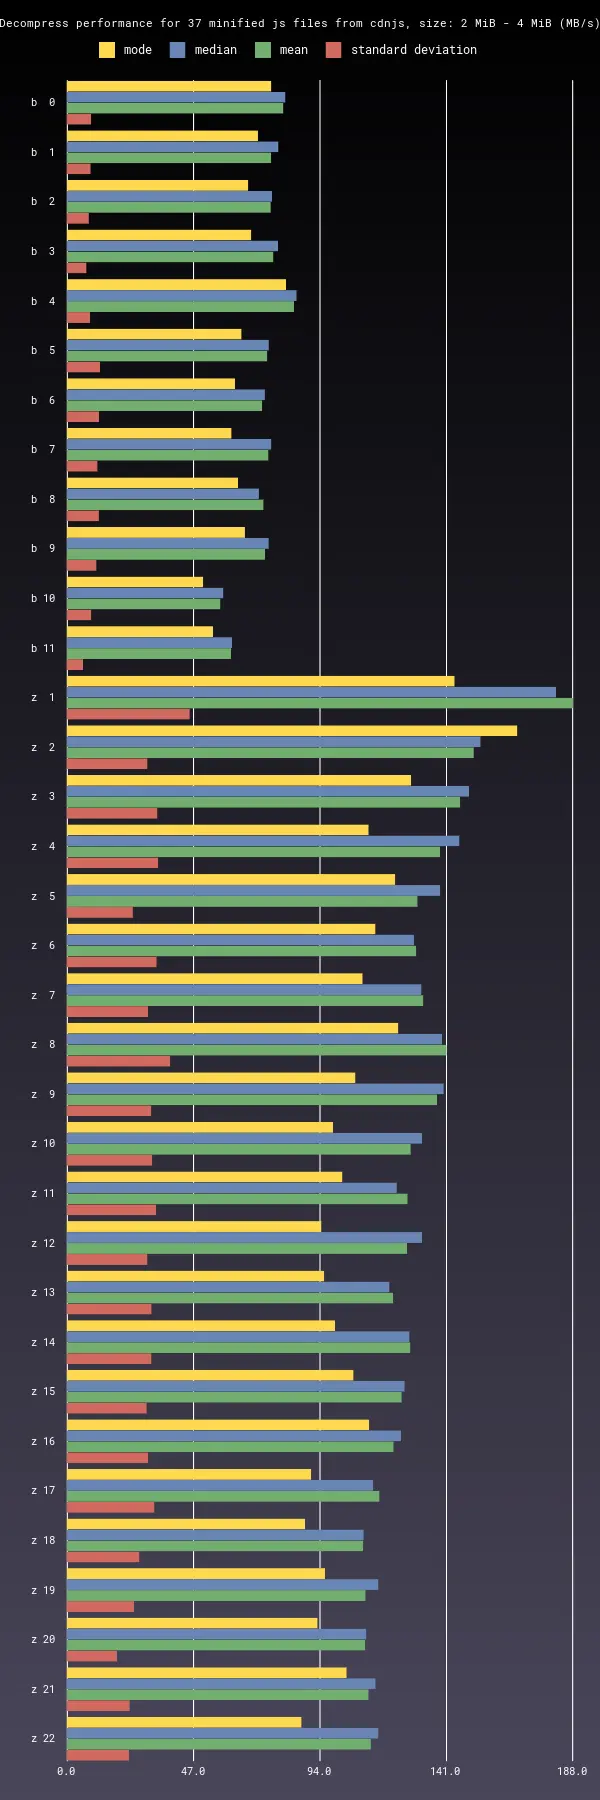 Decompress performance for 37 minified js files from cdnjs, size: 2 MiB - 4 MiB (MB/s)
mode median mean standard deviation
b 0
b 1
b 2
b 3
b 4
b 5
b 6
b 7
b 8
b 9
b 10
b 11
z 1
z 2
z 3
z 4
z 5
z 6
z 7
z 8
z 9
z 10
z 11
z 12
z 13
z 14
z 15
z 16
z 17
z 18
z 19
z 20
z 21
z 22
0.0 47.0 94.0 141.0 188.0